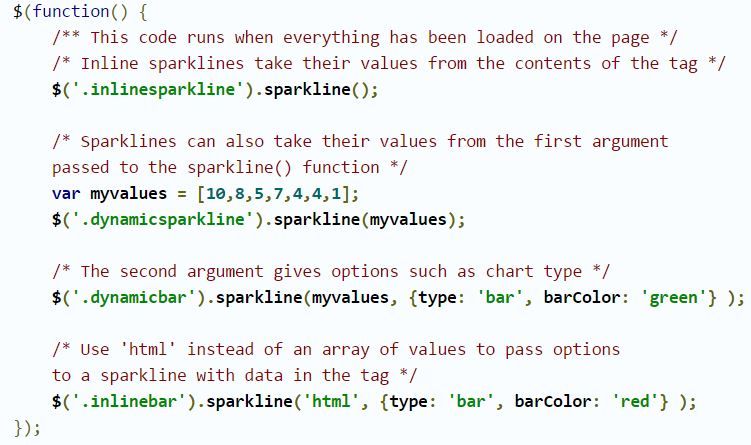 $(function() {
    /** This code runs when everything has been loaded on the page */
    /* Inline sparklines take their values from the contents of the tag */
    $('.inlinesparkline').sparkline();

    /* Sparklines can also take their values from the first argument
    passed to the sparkline() function */
    var myvalues = [10,8,5,7,4,4,1];
    $('.dynamicsparkline').sparkline(myvalues);

    /* The second argument gives options such as chart type */
    $('.dynamicbar').sparkline(myvalues, {type: 'bar', barColor: 'green'} );

    /* Use 'html' instead of an array of values to pass options
    to a sparkline with data in the tag */
    $('.inlinebar').sparkline('html', {type: 'bar', barColor: 'red'} );
});